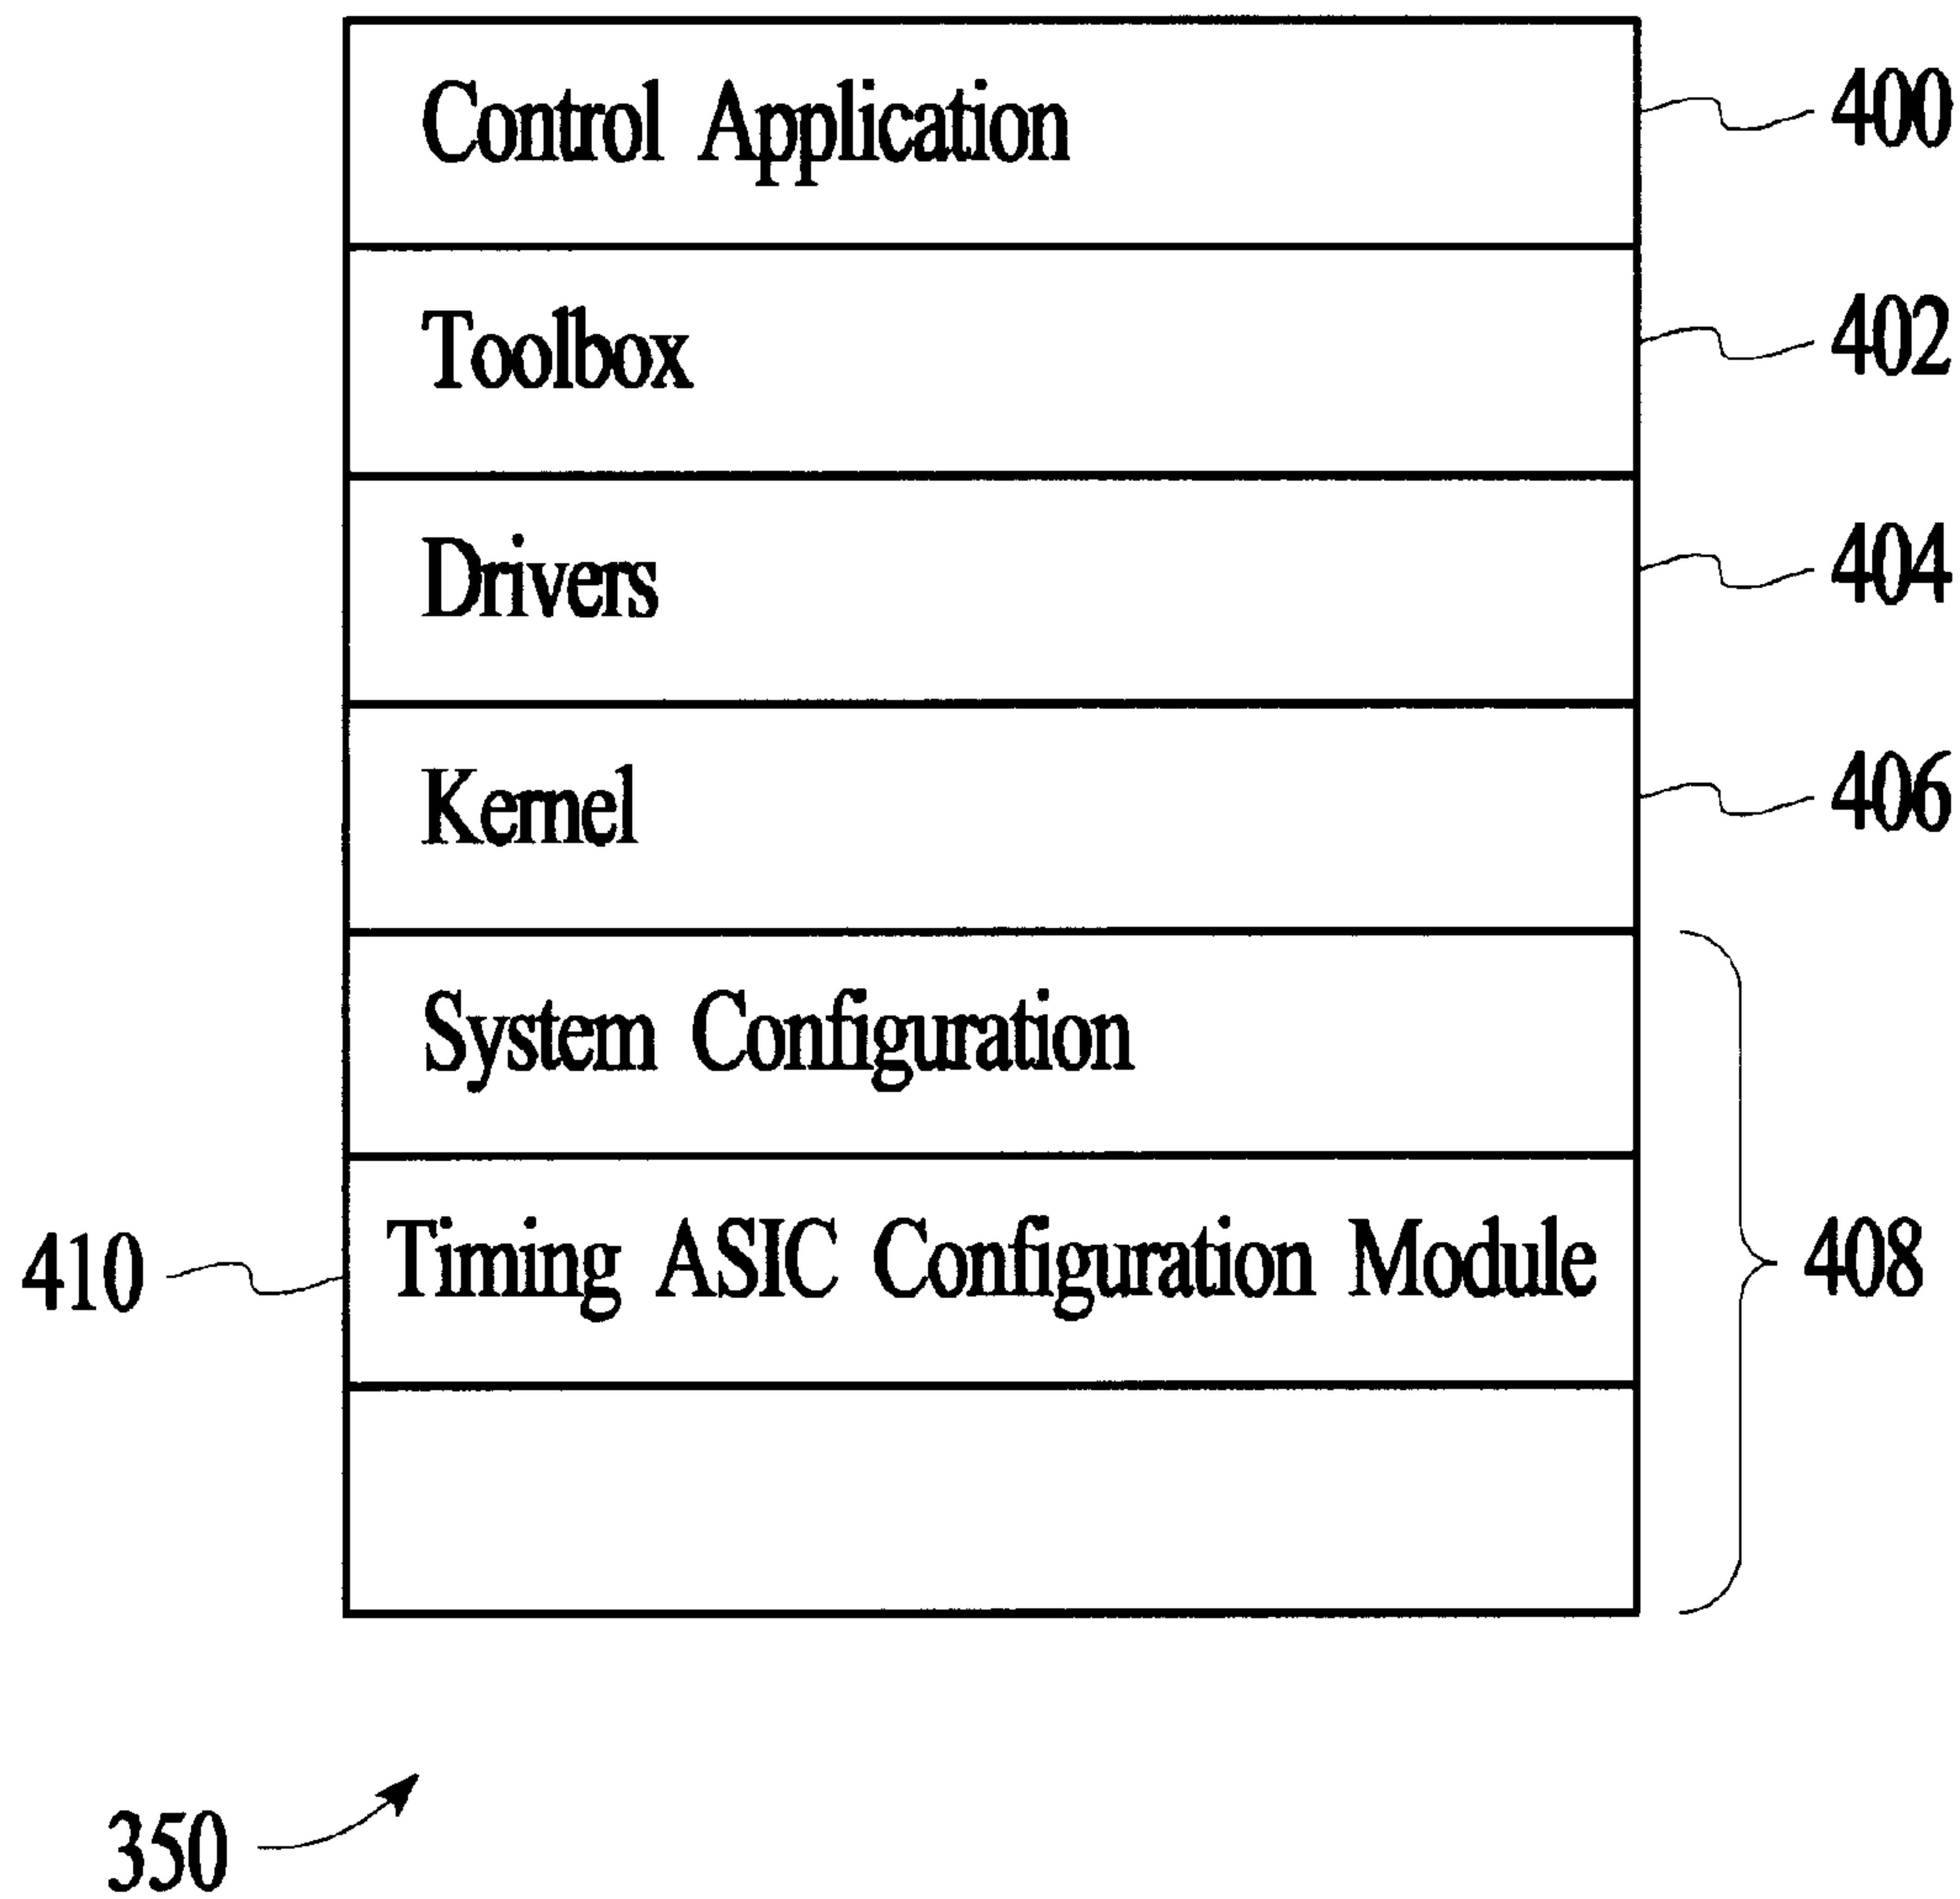 Control Application 400
Toolbox 402
Drivers 404
Kernel 406
System Configuration
410 Timing ASIC Configuration Module 408
350